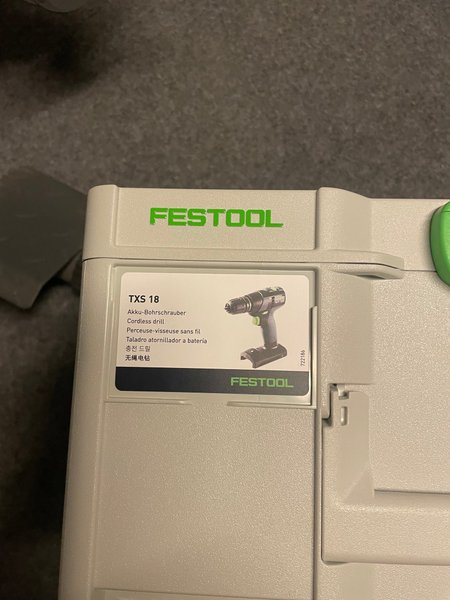 FESTOOL
TXS 18
Akku-Bohrschrauber
Cordless drill
Perceuse-visseuse sans fil
Taladro atornillador a batería
충전 드릴
无绳电钻
722186
FESTOOL